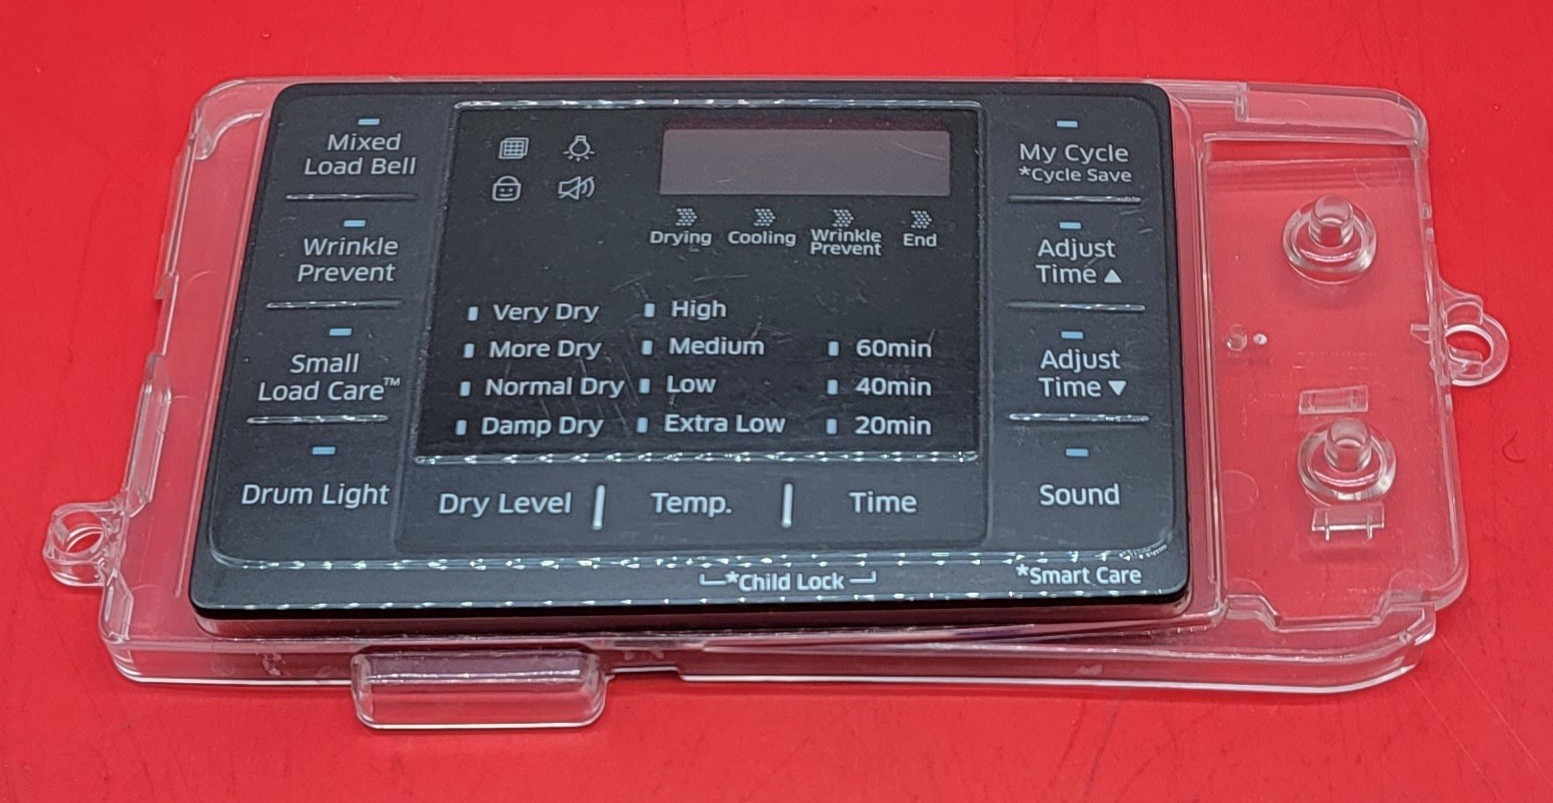 Mixed
Load Bell
Wrinkle
Prevent
Small
Load Care™
Drum Light
Drying
Cooling
Wrinkle
Prevent
End
Very Dry
More Dry
Normal Dry
Damp Dry
High
Medium
Low
Extra Low
60min
40min
20min
Dry Level
Temp.
Time
My Cycle
*Cycle Save
Adjust
Time ▲
Adjust
Time ▼
Sound
*Child Lock
*Smart Care